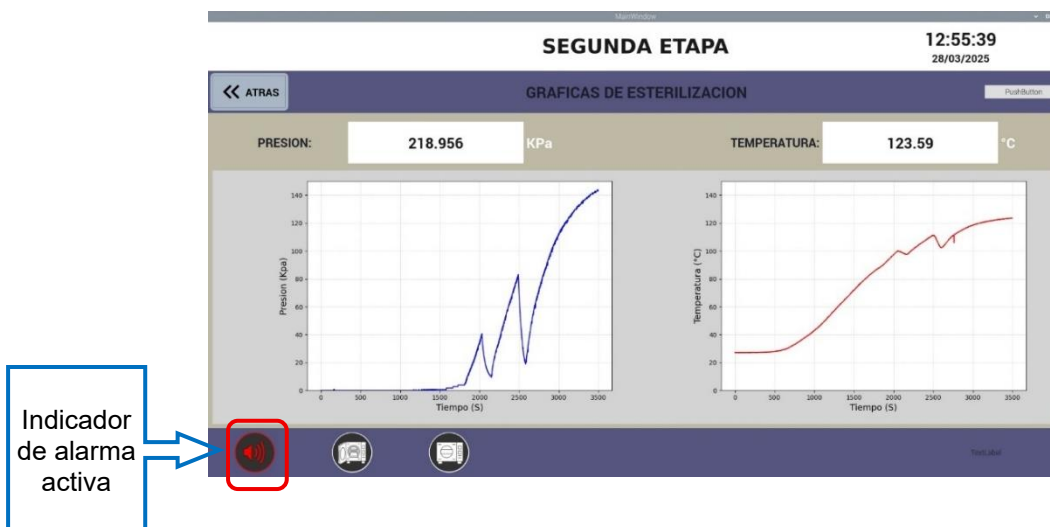 MainWindow
SEGUNDA ETAPA
12:55:39
28/03/2025
ATRAS
GRAFICAS DE ESTERILIZACION
PushButton
PRESION:
218.956
KPa
TEMPERATURA:
123.59
°C
140
120
100
80
60
40
20
0
Presion (Kpa)
0 500 1000 1500 2000 2500 3000 3500
Tiempo (S)
140
120
100
80
60
40
20
0
Temperatura (°C)
0 500 1000 1500 2000 2500 3000 3500
Tiempo (S)
Indicador
de alarma
activa
TextLabel